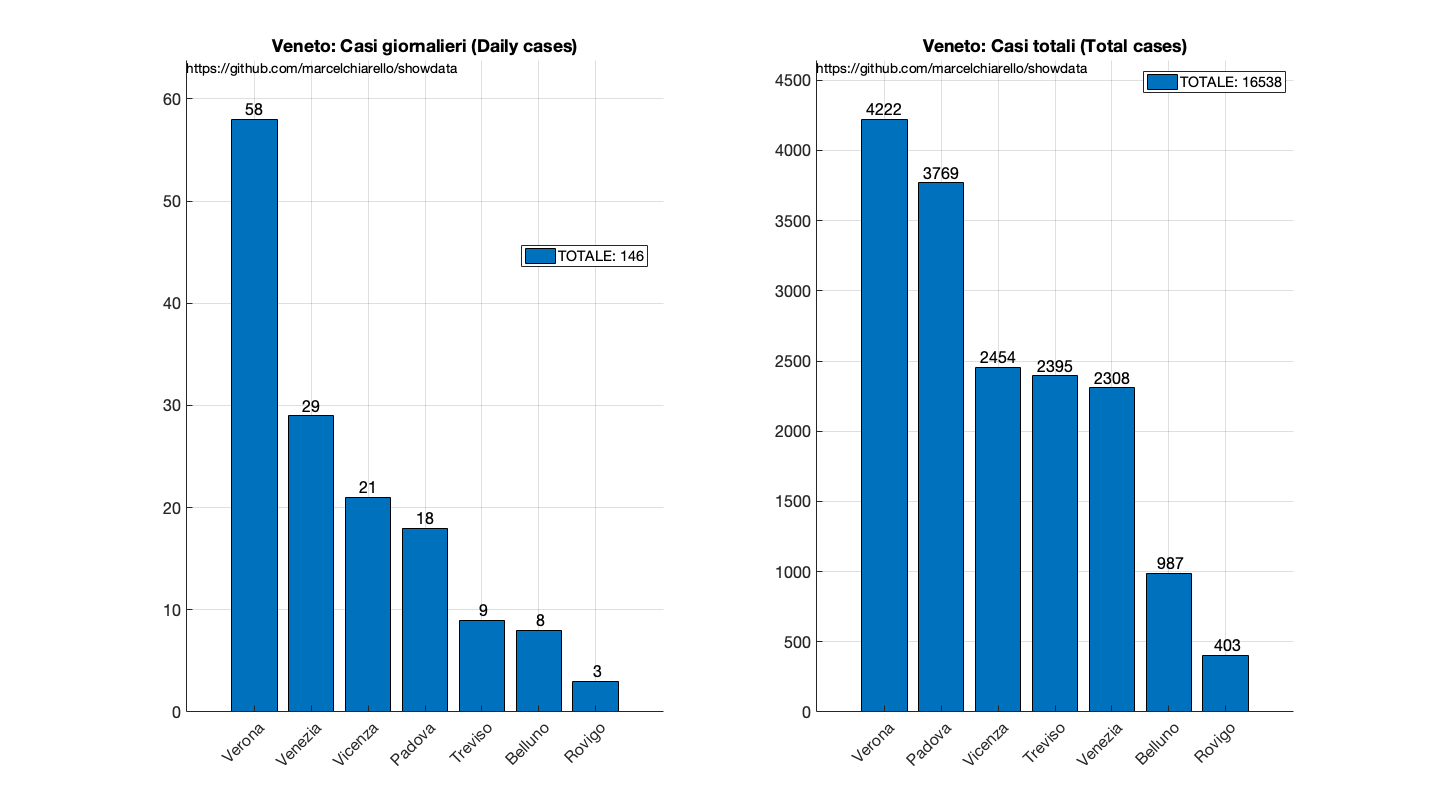 Veneto: Casi giornalieri (Daily cases)
https://github.com/marcelchiarello/showdata
60
50
40
30
20
10
0
58
29
21
18
9
8
3
TOTALE: 146
Verona
Venezia
Vicenza
Padova
Treviso
Belluno
Rovigo
Veneto: Casi totali (Total cases)
https://github.com/marcelchiarello/showdata
TOTALE: 16538
4500
4000
3500
3000
2500
2000
1500
1000
500
0
4222
3769
2454
2395
2308
987
403
Verona
Padova
Vicenza
Treviso
Venezia
Belluno
Rovigo